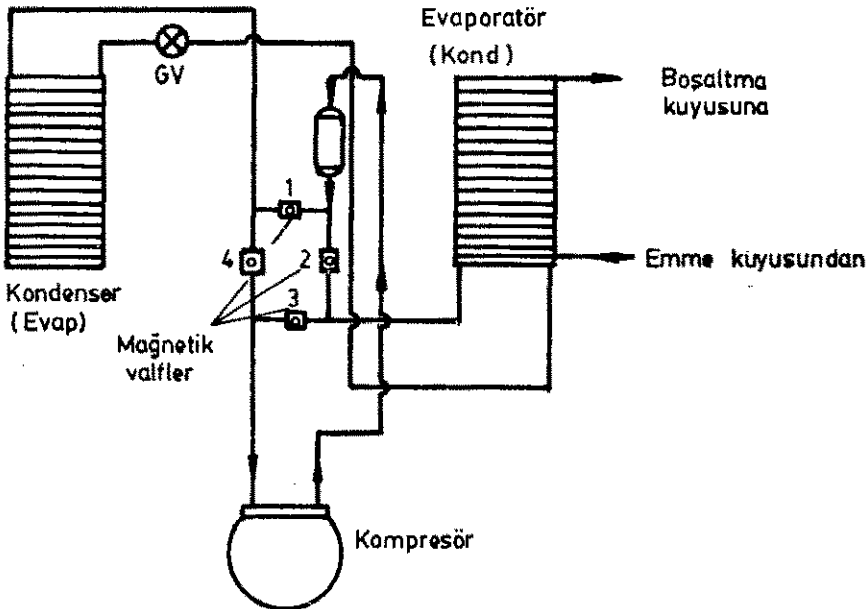 Evaporatör
(Kond)
GV
Boşaltma
kuyusuna
1
4
2
3
Emme kuyusundan
Kondenser
(Evap)
Mağnetik
valfler
Kompresör